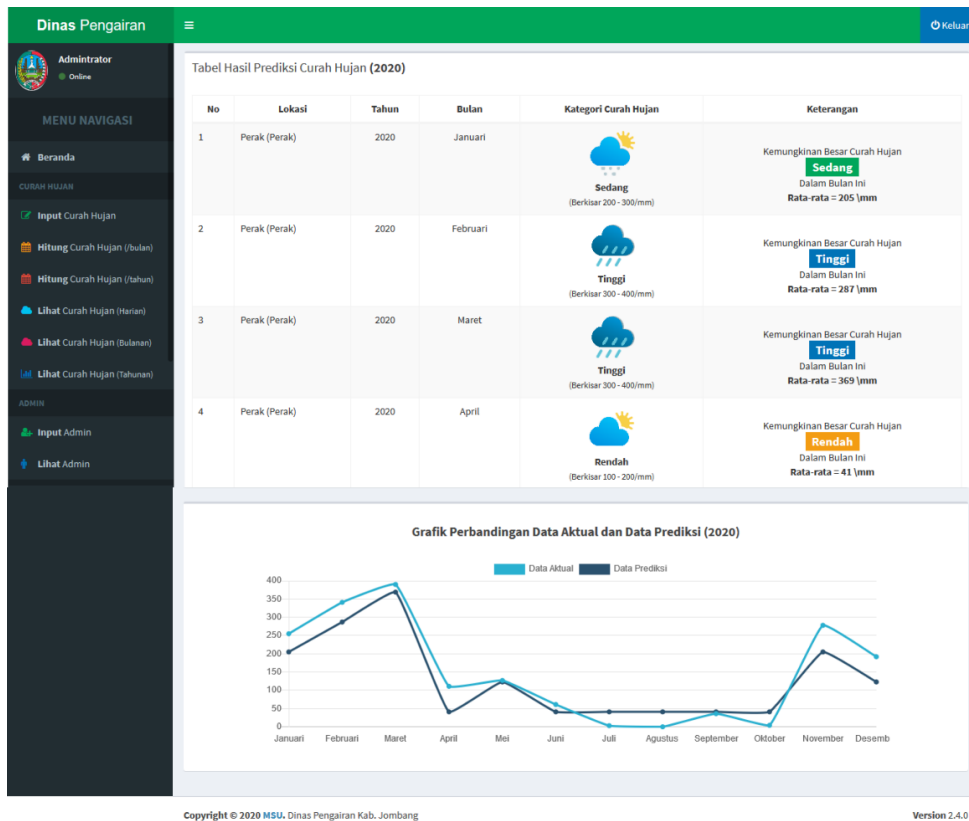 Dinas Pengairan
Keluar
Admintrator
Online
MENU NAVIGASI
Beranda
CURAH HUJAN
Input Curah Hujan
Hitung Curah Hujan (/bulan)
Hitung Curah Hujan (/tahun)
Lihat Curah Hujan (Harian)
Lihat Curah Hujan (Bulanan)
Lihat Curah Hujan (Tahunan)
ADMIN
Input Admin
Lihat Admin
Tabel Hasil Prediksi Curah Hujan (2020)
No Lokasi Tahun Bulan Kategori Curah Hujan Keterangan
1 Perak (Perak) 2020 Januari
Sedang
(Berkisar 200 - 300/mm)
Kemungkinan Besar Curah Hujan
Sedang
Dalam Bulan Ini
Rata-rata = 205 \mm
2 Perak (Perak) 2020 Februari
Tinggi
(Berkisar 300 - 400/mm)
Kemungkinan Besar Curah Hujan
Tinggi
Dalam Bulan Ini
Rata-rata = 287 \mm
3 Perak (Perak) 2020 Maret
Tinggi
(Berkisar 300 - 400/mm)
Kemungkinan Besar Curah Hujan
Tinggi
Dalam Bulan Ini
Rata-rata = 369 \mm
4 Perak (Perak) 2020 April
Rendah
(Berkisar 100 - 200/mm)
Kemungkinan Besar Curah Hujan
Rendah
Dalam Bulan Ini
Rata-rata = 41 \mm
Grafik Perbandingan Data Aktual dan Data Prediksi (2020)
Data Aktual Data Prediksi
400
350
300
250
200
150
100
50
0
Januari Februari Maret April Mei Juni Juli Agustus September Oktober November Desemb
Copyright © 2020 MSU. Dinas Pengairan Kab. Jombang
Version 2.4.0